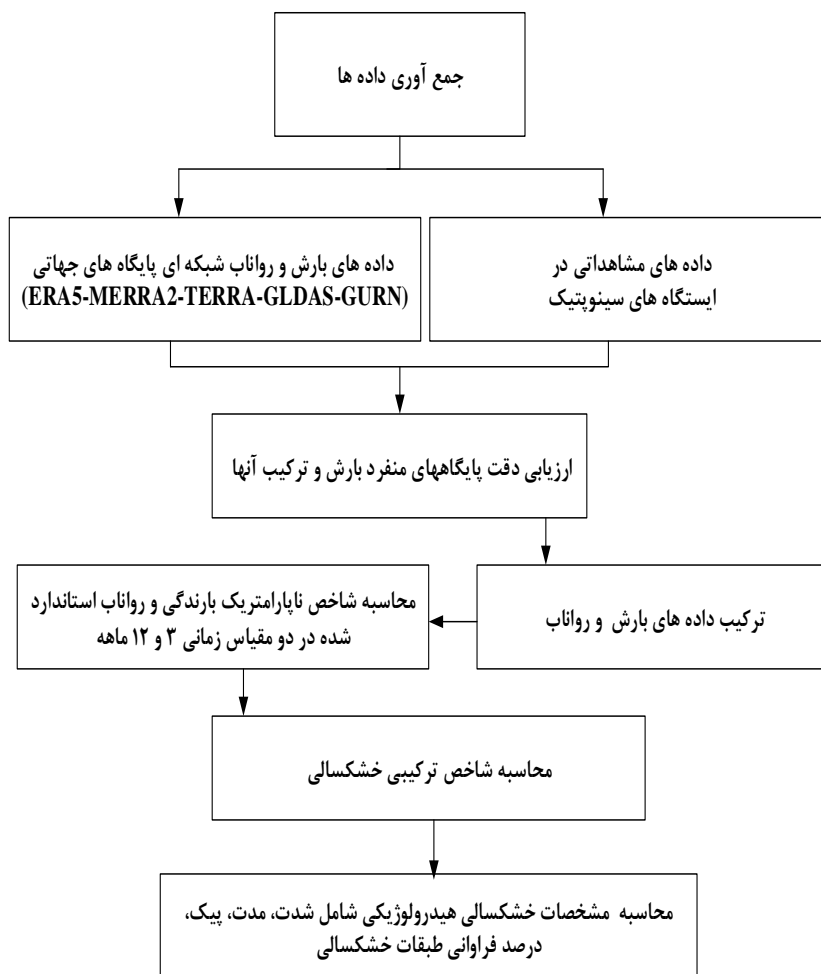 جمع آوری داده ها
داده های مشاهداتی در
ایستگاه های سینوپتیک
داده های بارش و رواناب شبکه ای پایگاه های جهاتی
(ERA5-MERRA2-TERRA-GLDAS-GURN)
ارزیابی دقت پایگاههای منفرد بارش و ترکیب آنها
ترکیب داده های بارش و رواناب
محاسبه شاخص ناپارامتریک بارندگی و رواناب استاندارد
شده در دو مقیاس زمانی ۳ و ۱۲ ماهه
محاسبه شاخص ترکیبی خشکسالی
محاسبه مشخصات خشکسالی هیدرولوژیکی شامل شدت، مدت، پیک،
درصد فراوانی طبقات خشکسالی